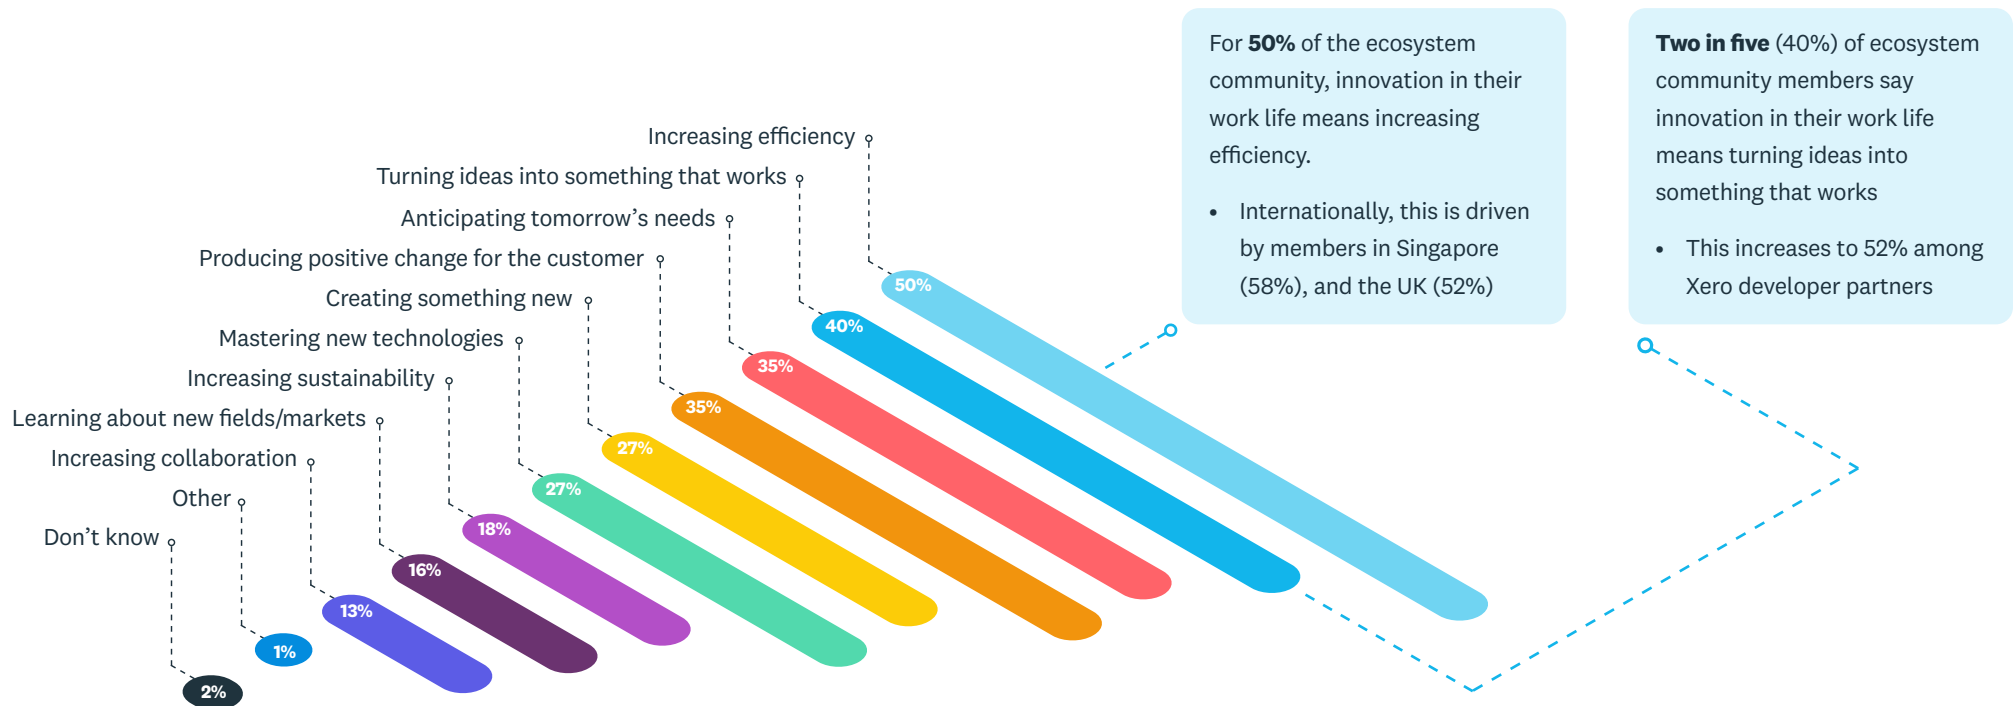 Increasing efficiency
Turning ideas into something that works
Anticipating tomorrow’s needs
Producing positive change for the customer
Creating something new
Mastering new technologies
Increasing sustainability
Learning about new fields/markets
Increasing collaboration
Other
Don’t know
50%
40%
35%
35%
27%
27%
18%
16%
13%
1%
2%
For 50% of the ecosystem
community, innovation in their
work life means increasing
efficiency.
• Internationally, this is driven
by members in Singapore
(58%), and the UK (52%)
Two in five (40%) of ecosystem
community members say
innovation in their work life
means turning ideas into
something that works
• This increases to 52% among
Xero developer partners